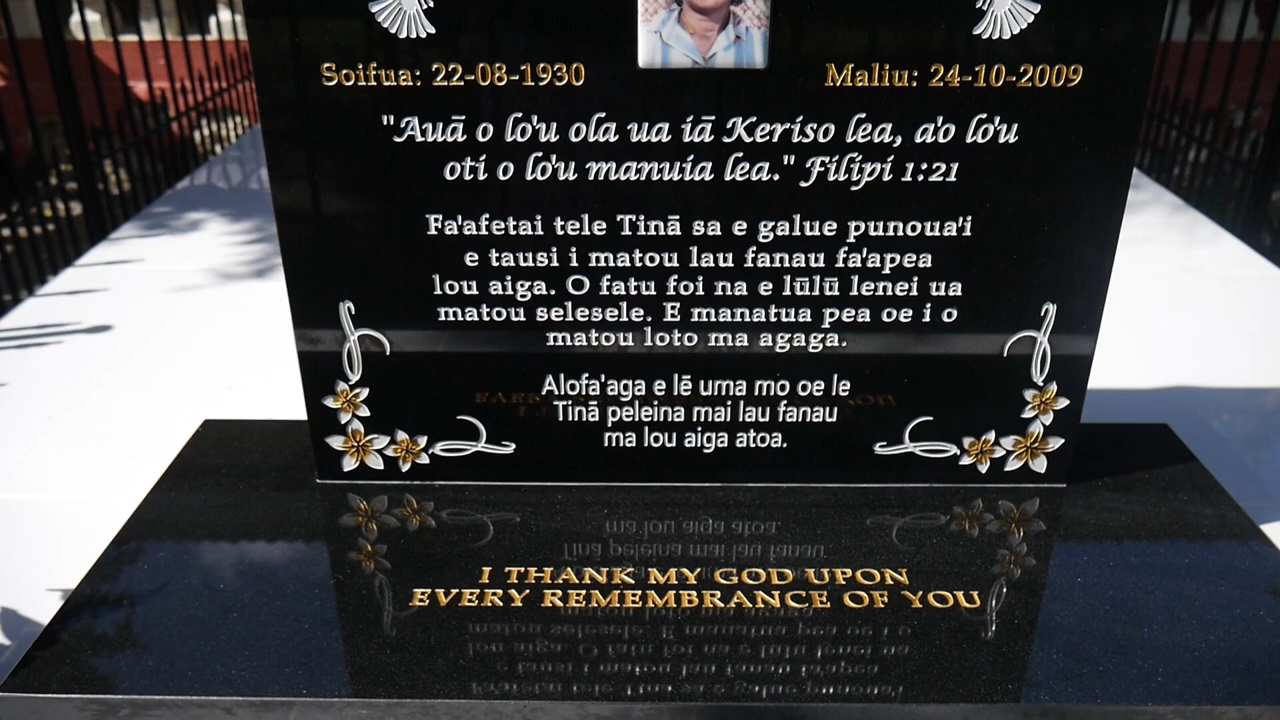 Soifua: 22-08-1930
Maliu: 24-10-2009
"Auā o lo'u ola ua iā Keriso lea, a'o lo'u
oti o lo'u manuia lea." Filipi 1:21
Fa'afetai tele Tinā sa e galue punoua'i
e tausi i matou lau fanau fa'apea
lou aiga. O fatu foi na e lūlū lenei ua
matou selesele. E manatua pea oe i o
matou loto ma agaga.
Alofa'aga e lē uma mo oe le
Tinā peleina mai lau fanau
ma lou aiga atoa.
I THANK MY GOD UPON
EVERY REMEMBRANCE OF YOU